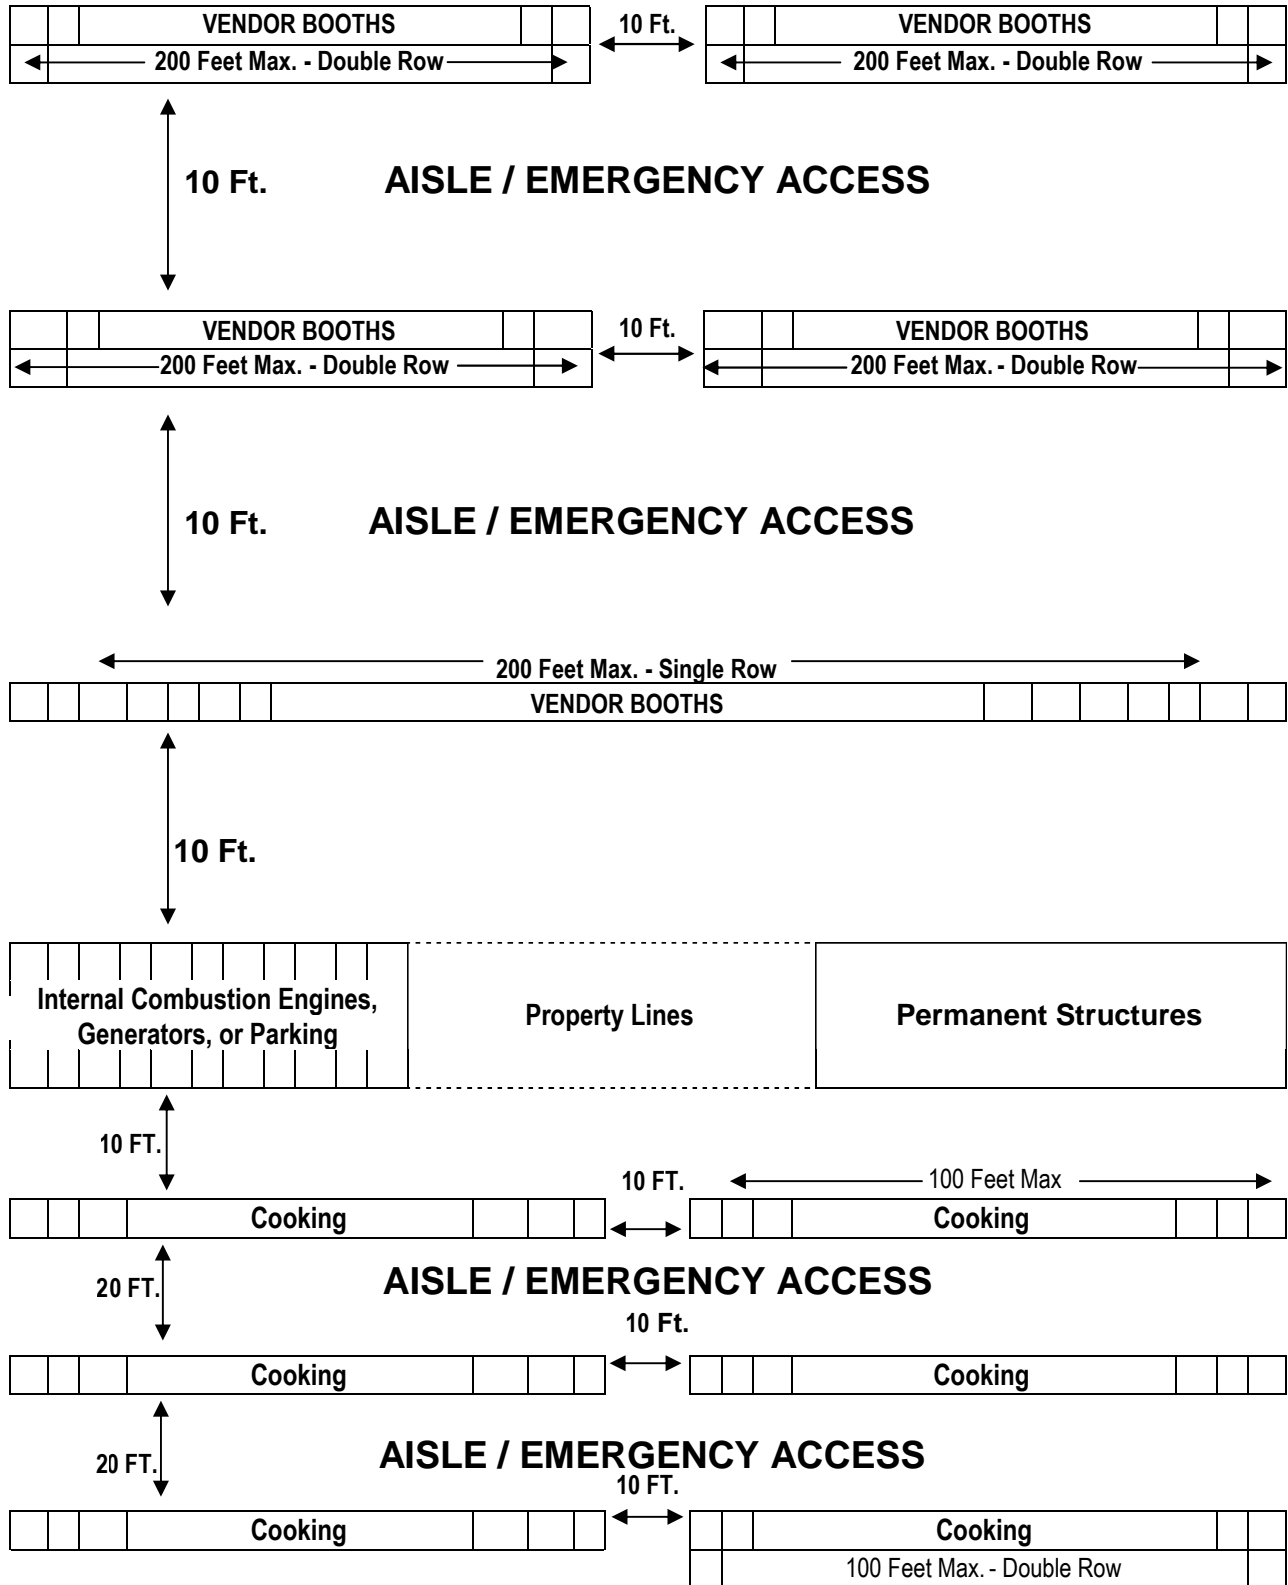 VENDOR BOOTHS
10 Ft.
VENDOR BOOTHS
200 Feet Max. - Double Row
200 Feet Max. - Double Row
10 Ft.
AISLE / EMERGENCY ACCESS
VENDOR BOOTHS
10 Ft.
VENDOR BOOTHS
200 Feet Max. - Double Row
200 Feet Max. - Double Row
10 Ft.
AISLE / EMERGENCY ACCESS
200 Feet Max. - Single Row
VENDOR BOOTHS
10 Ft.
Internal Combustion Engines,
Generators, or Parking
Property Lines
Permanent Structures
10 FT.
10 FT.
100 Feet Max
Cooking
Cooking
20 FT.
AISLE / EMERGENCY ACCESS
10 Ft.
Cooking
Cooking
20 FT.
AISLE / EMERGENCY ACCESS
10 FT.
Cooking
Cooking
100 Feet Max. - Double Row